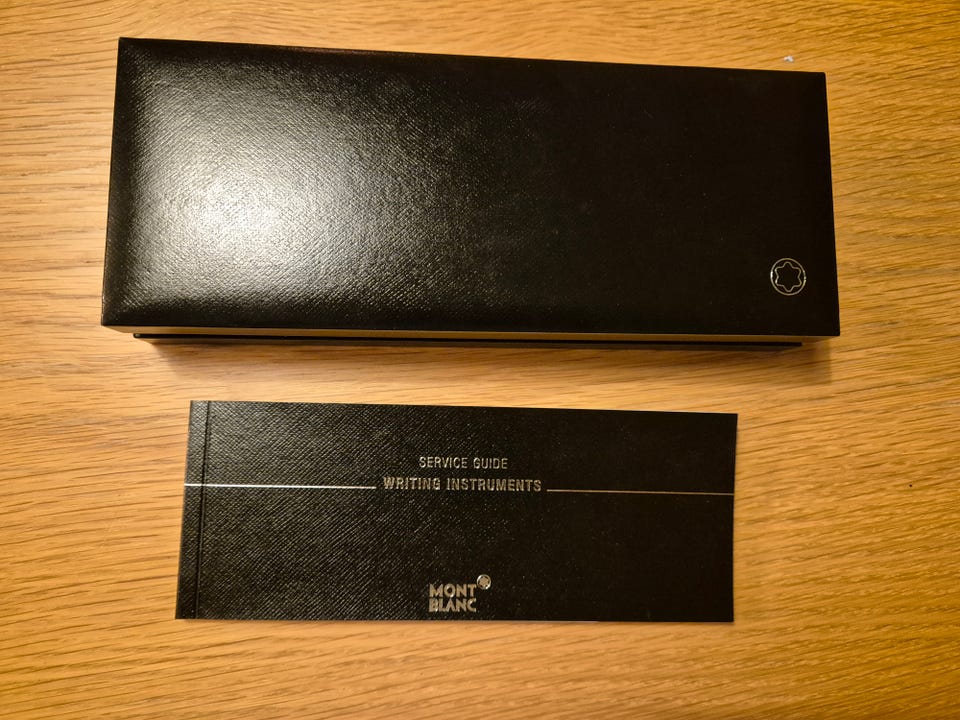 SERVICE GUIDE
WRITING INSTRUMENTS
MONT
BLANC